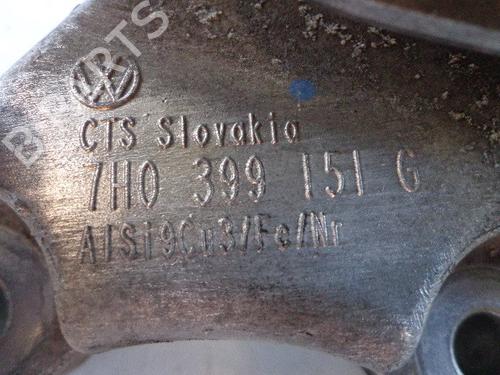 CTS Slovakia
7H0 399 151 G
AlSi9Cu3/Fe/Nr